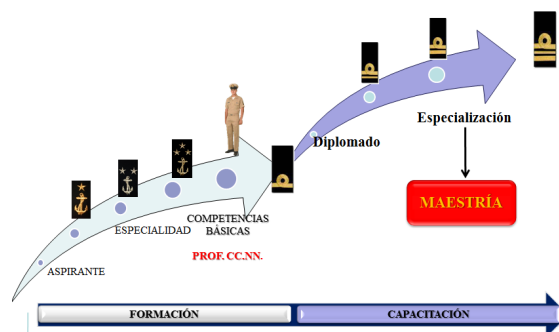 Diplomado
Especialización
MAESTRÍA
ESPECIALIDAD
COMPETENCIAS
BÁSICAS
PROF. CC.NN.
ASPIRANTE
FORMACIÓN
CAPACITACIÓN